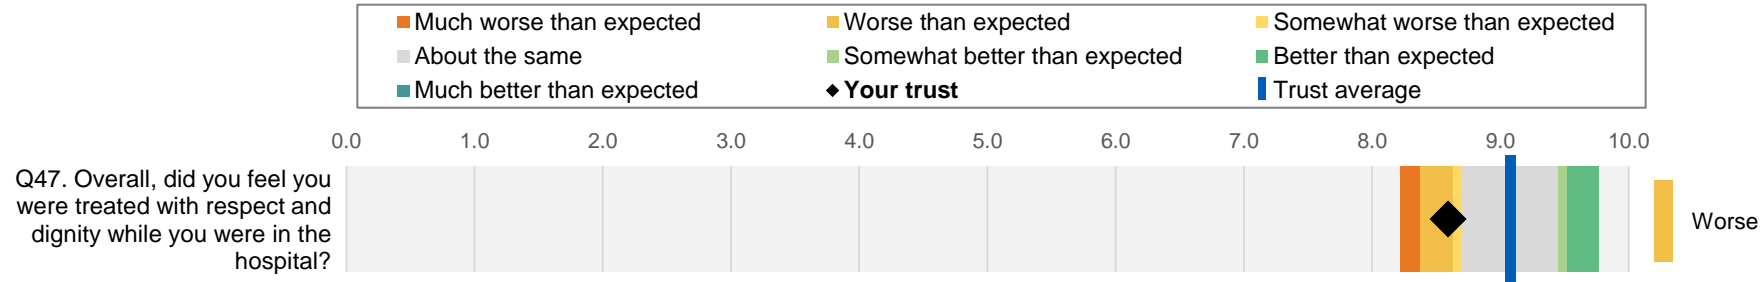 Much worse than expected
Worse than expected
Somewhat worse than expected
About the same
Somewhat better than expected
Better than expected
Much better than expected
Your trust
Trust average
0.0 1.0 2.0 3.0 4.0 5.0 6.0 7.0 8.0 9.0 10.0
Q47. Overall, did you feel you
were treated with respect and
dignity while you were in the
hospital?
Worse